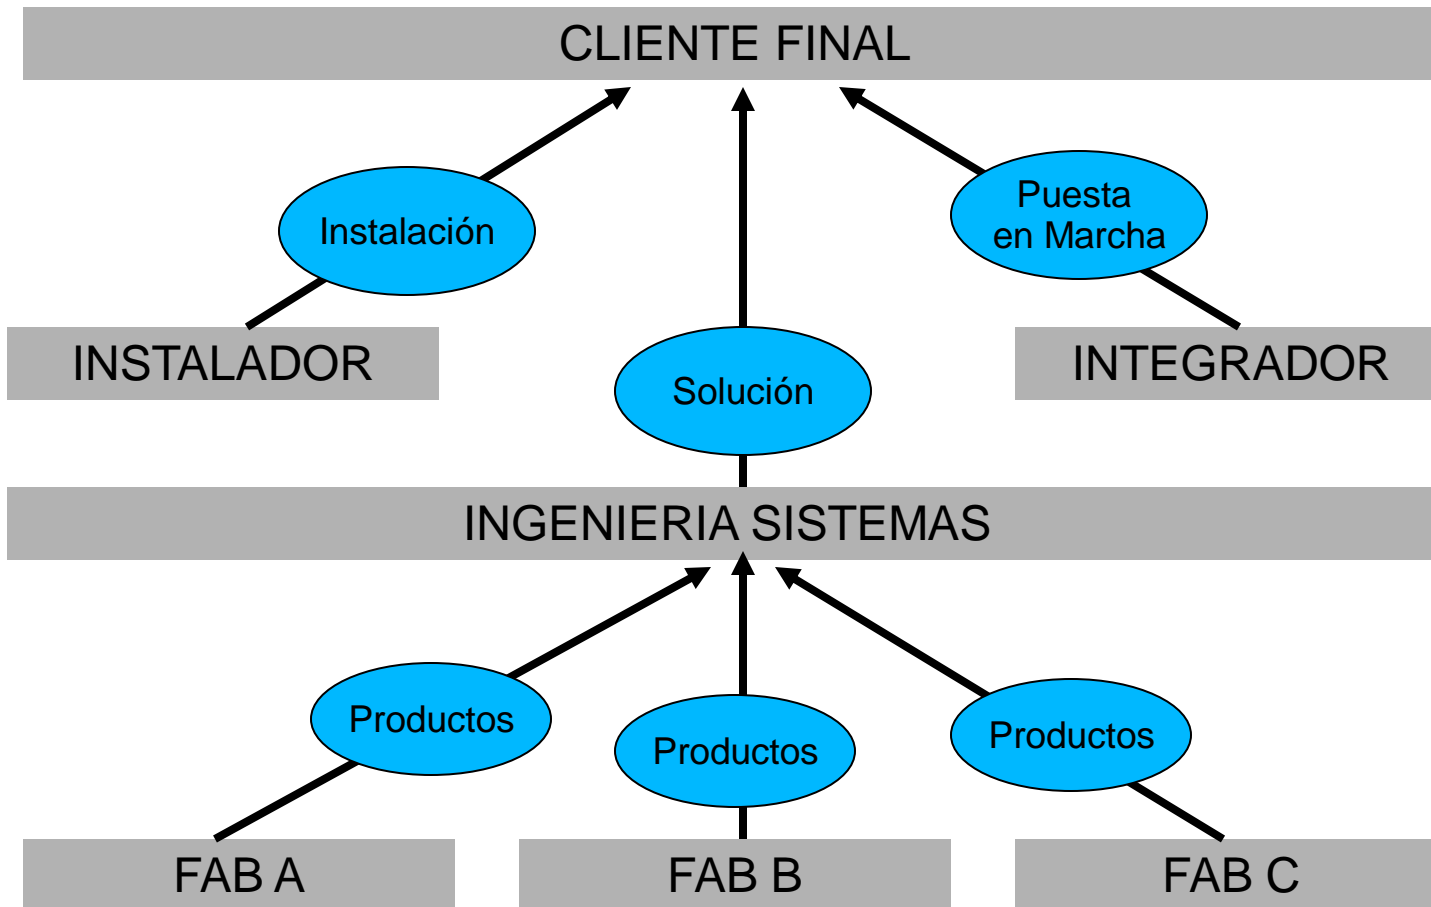 CLIENTE FINAL
Instalación
Puesta
en Marcha
INSTALADOR
Solución
INTEGRADOR
INGENIERIA SISTEMAS
Productos
Productos
Productos
FAB A
FAB B
FAB C